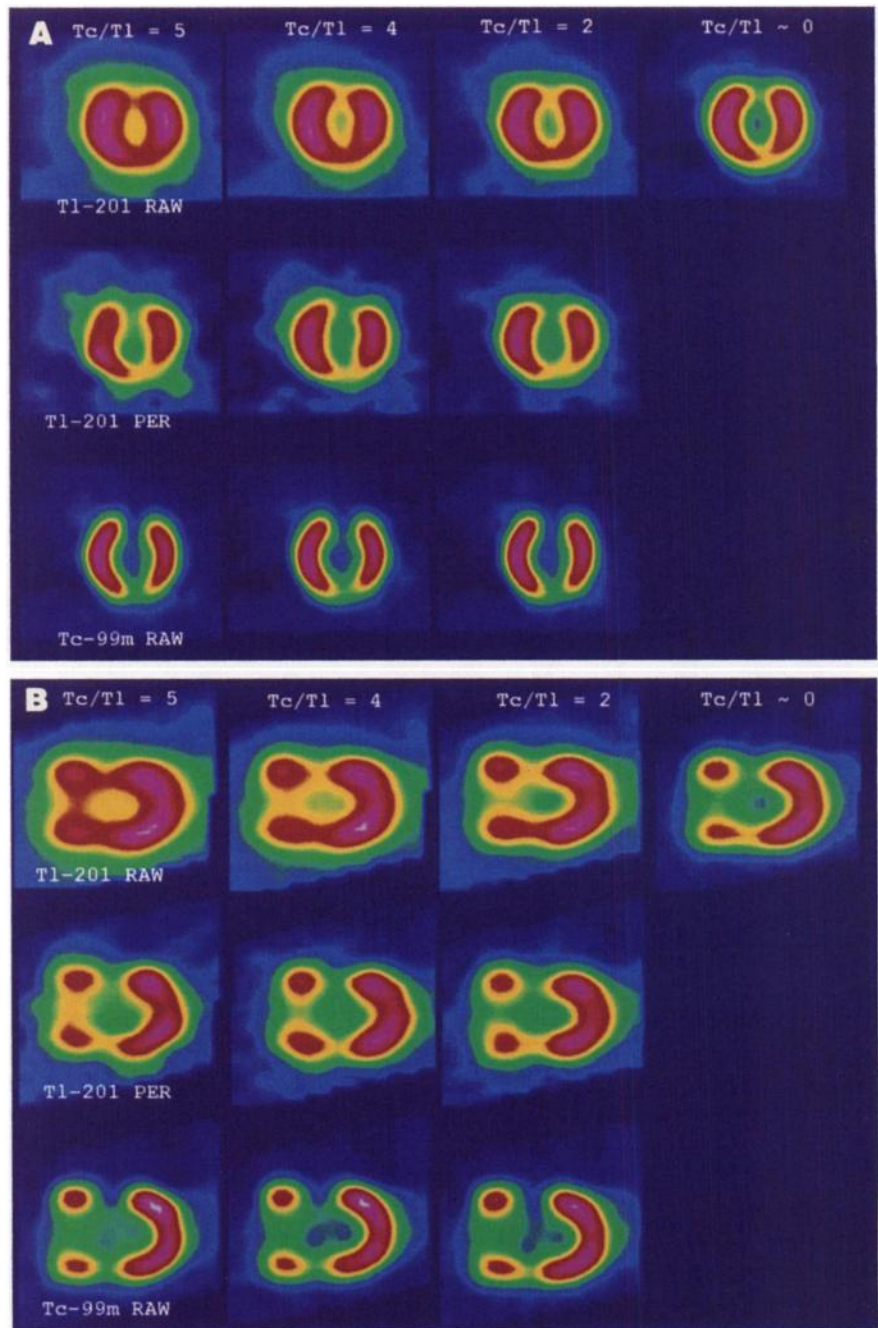 A Tc/Tl = 5 Tc/Tl = 4 Tc/Tl = 2 Tc/Tl ~ 0
Tl-201 RAW
Tl-201 PER
Tc-99m RAW
B Tc/Tl = 5 Tc/Tl = 4 Tc/Tl = 2 Tc/Tl ~ 0
Tl-201 RAW
Tl-201 PER
Tc-99m RAW